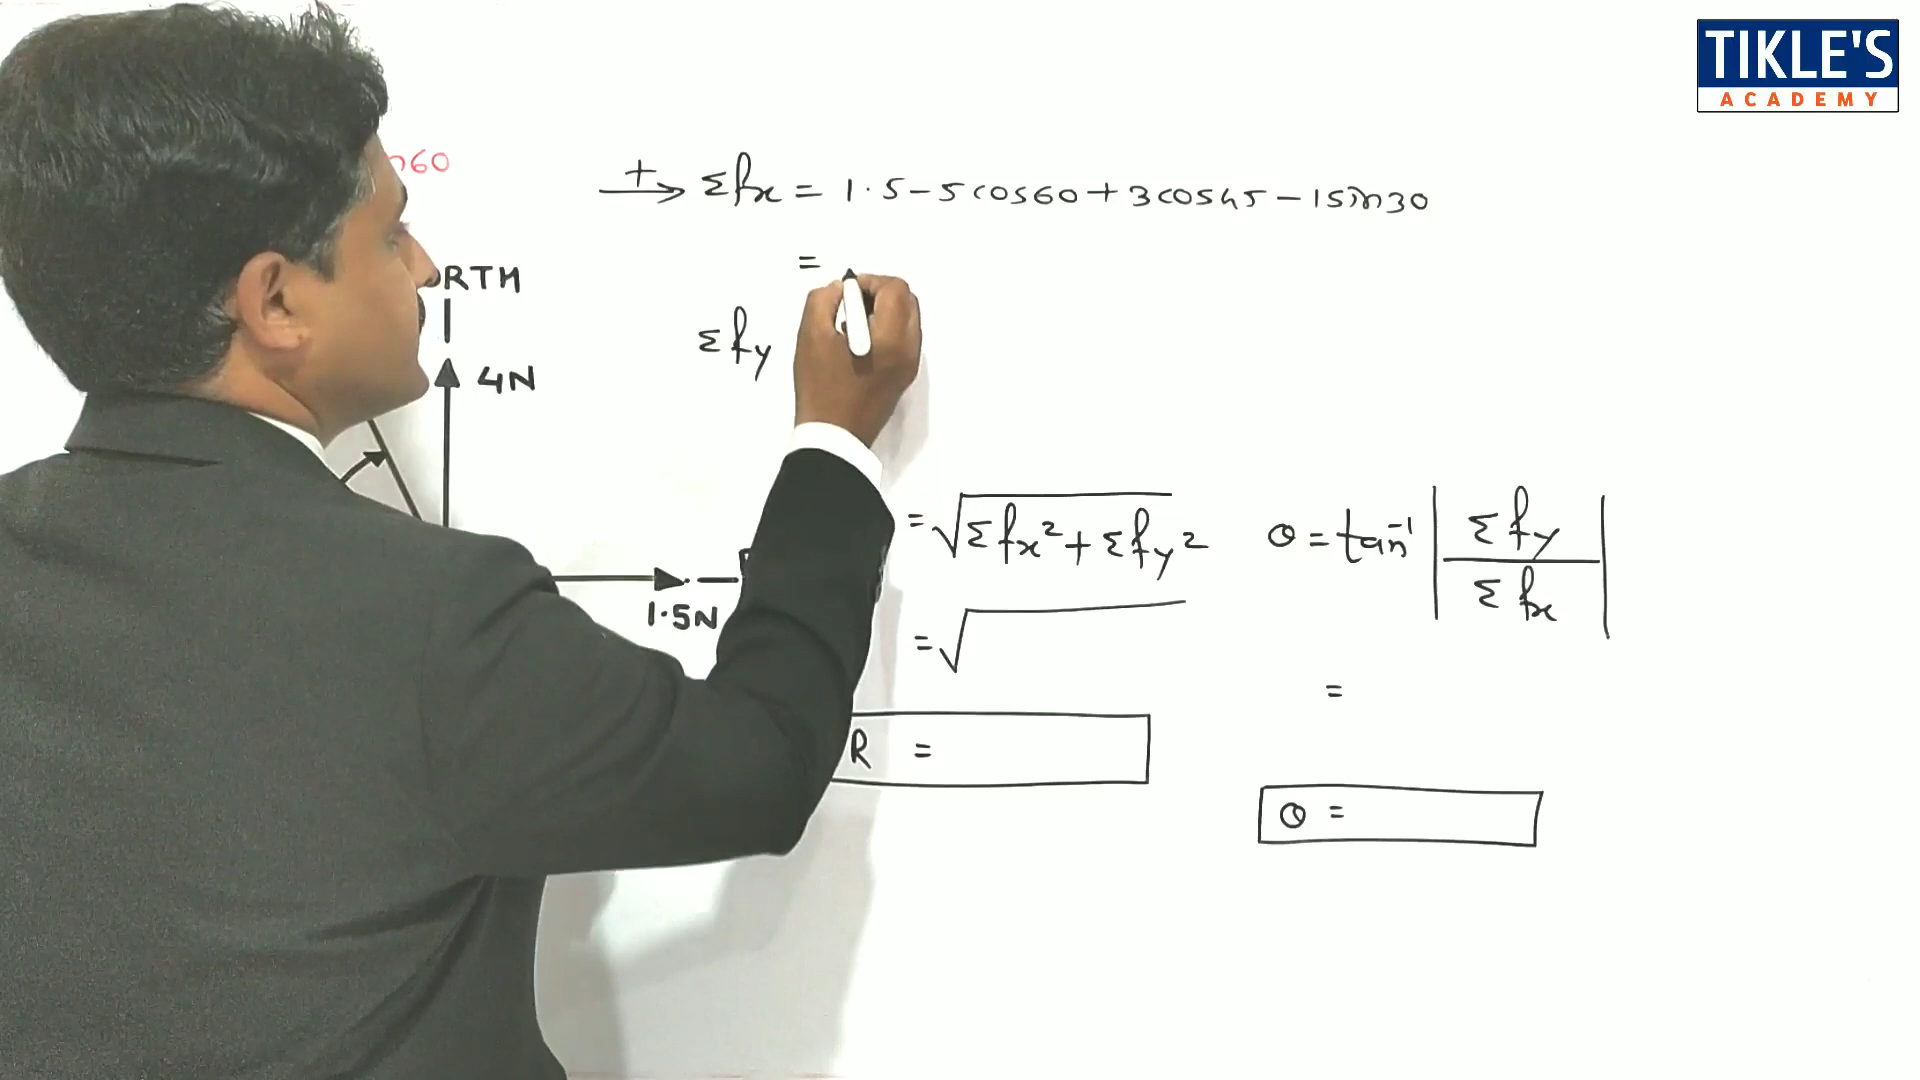 TIKLE'S
ACADEMY
60
+ Σfx = 1.5 - 5cos60 + 3cos45 - 1sin30
=
RTH
Σfy
4N
= √Σfx² + Σfy²
θ = tan⁻¹ | Σfy / Σfx |
1.5N
= √
=
R =
θ =